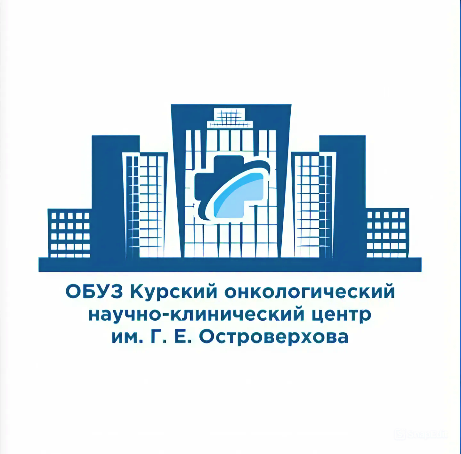 ОБУЗ Курский онкологический
научно-клинический центр
им. Г. Е. Островерхова